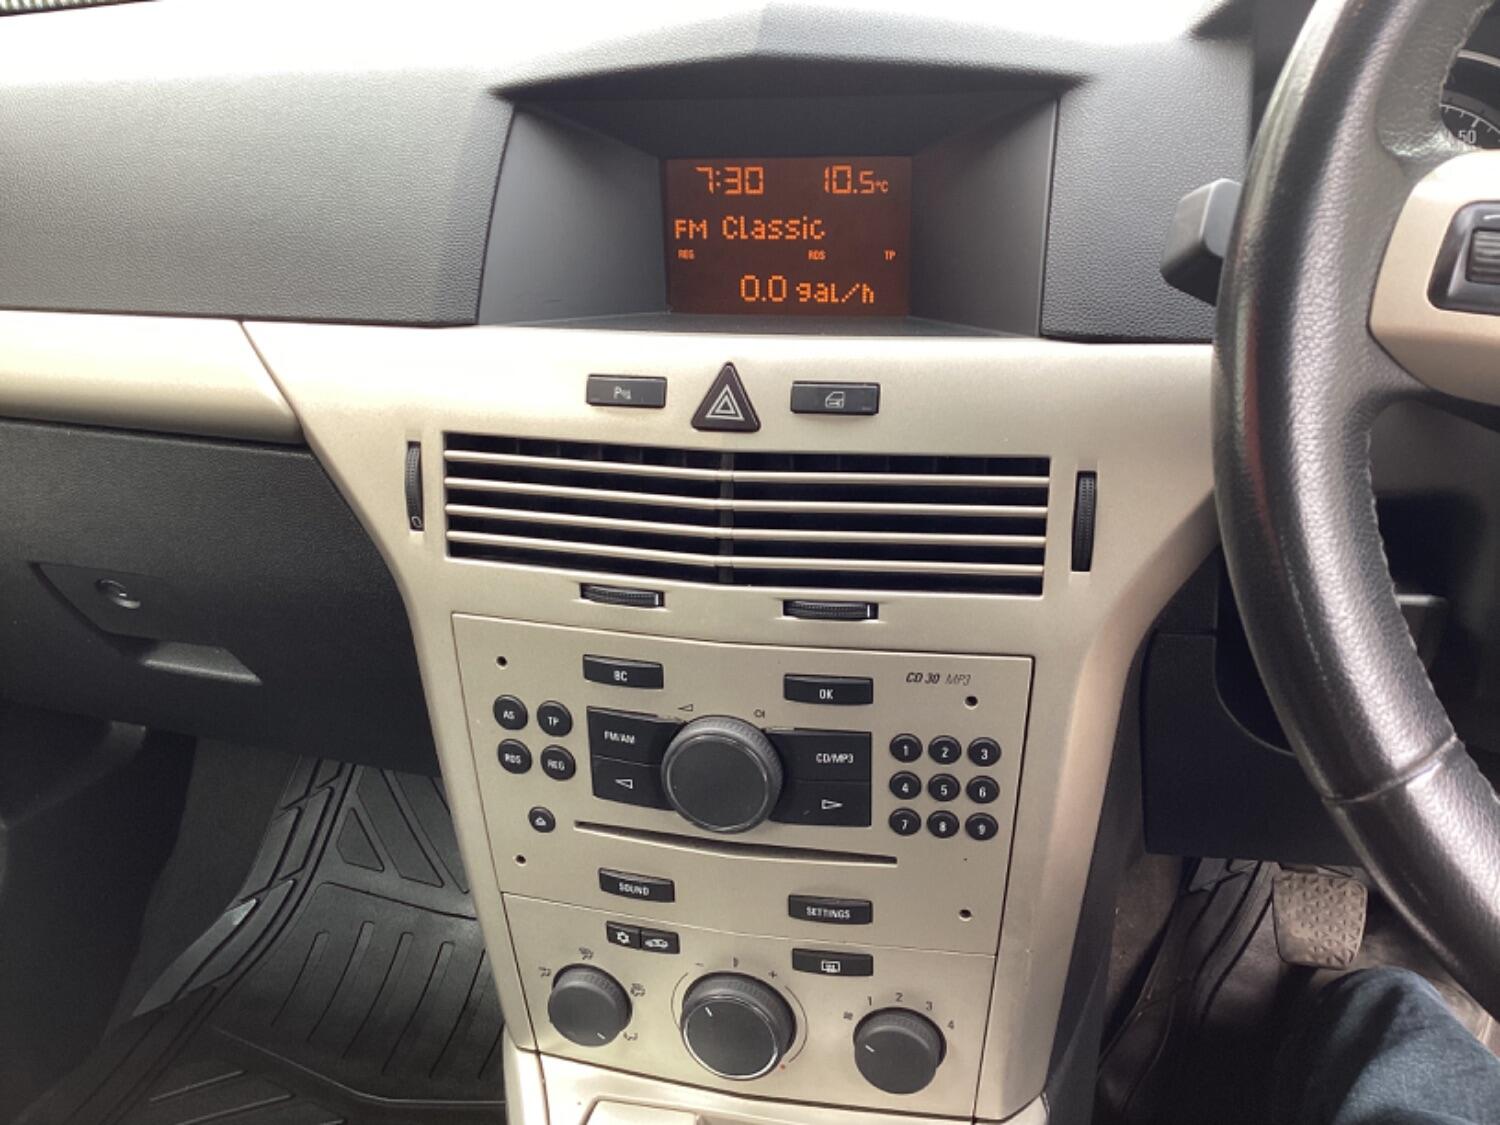 7:30 10.5°C
FM Classic
REG RDS TP
0.0 gal/h
50
P
BC
OK
CD 30 MP3
AS TP
FM/AM
CD/MP3
RDS REG
1 2 3
4 5 6
7 8 9
SOUND
SETTINGS
- +
1 2 3 4